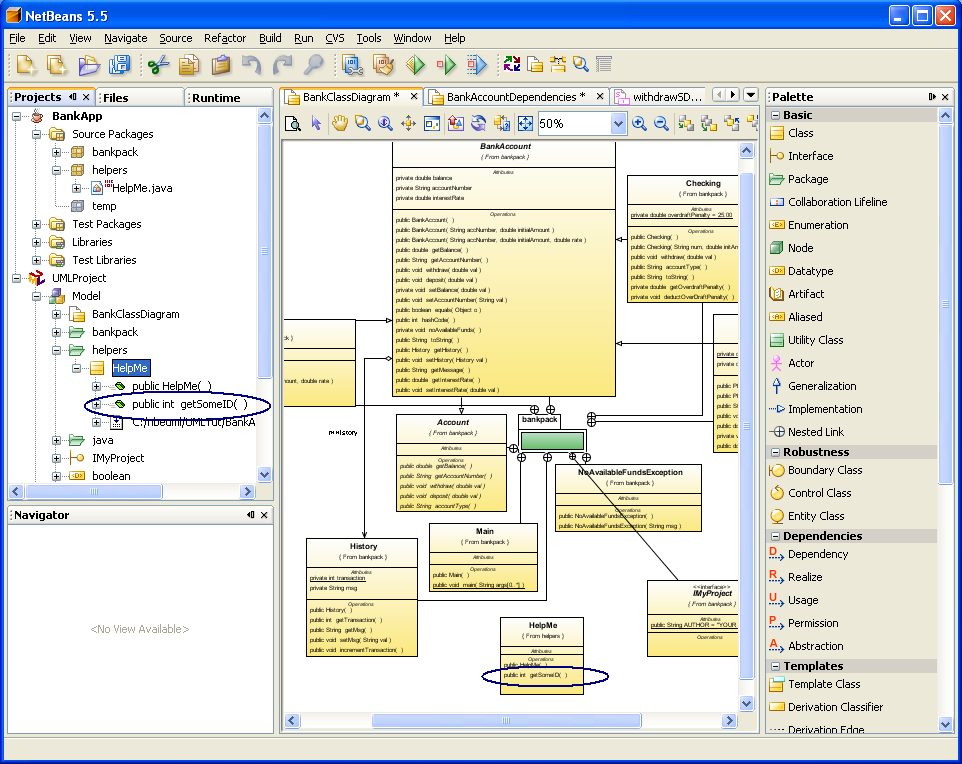 NetBeans 5.5
File Edit View Navigate Source Refactor Build Run CVS Tools Window Help
Projects
Files
Runtime
BankApp
Source Packages
bankpack
helpers
HelpMe.java
temp
Test Packages
Libraries
Test Libraries
UMLProject
Model
BankClassDiagram
bankpack
helpers
HelpMe
public HelpMe( )
public int getSomeID( )
C:/nbeuml/UMLTut/BankA
java
IMyProject
boolean
Navigator
<No View Available>
BankClassDiagram *
BankAccountDependencies *
withdrawSD...
50%
BankAccount
{ From bankpack }
Attributes
private double balance
private String accountNumber
private double interestRate
Operations
public BankAccount( )
public BankAccount( String accNumber, double initialAmount )
public BankAccount( String accNumber, double initialAmount, double rate )
public double getBalance( )
public String getAccountNumber( )
public void withdraw( double val )
public void deposit( double val )
private void setBalance( double val )
public void setAccountNumber( String val )
public boolean equals( Object o )
public int hashCode( )
private void noAvailableFunds( )
public String toString( )
public History getHistory( )
public void setHistory( History val )
public String getMessage( )
public double getInterestRate( )
public void setInterestRate( double val )
Checking
{ From bankpack }
Attributes
private double overdraftPenalty = 25.00
Operations
public Checking( )
public Checking( String num, double initAm
public void withdraw( double val )
public String accountType( )
public String toString( )
private double getOverdraftPenalty( )
private void deductOverDraftPenalty( )
ck }
ount, double rate )
private
private d
Operations
public
public
public
public
public d
private
public d
Account
{ From bankpack }
Attributes
Operations
public double getBalance( )
public String getAccountNumber( )
public void withdraw( double val )
public void deposit( double val )
public String accountType( )
bankpack
NoAvailableFundsException
{ From bankpack }
Attributes
Operations
public NoAvailableFundsException( )
public NoAvailableFundsException( String msg )
Main
{ From bankpack }
Attributes
Operations
public Main( )
public void main( String args[0..*] )
History
{ From bankpack }
Attributes
private int transaction
private String msg
Operations
public History( )
public int getTransaction( )
public String getMsg( )
public void setMsg( String val )
public void incrementTransaction( )
HelpMe
{ From helpers }
Attributes
Operations
public HelpMe( )
public int getSomeID( )
<<interface>>
IMyProject
{ From bankpack }
Attributes
public String AUTHOR = "YOUR
Operations
Palette
Basic
Class
Interface
Package
Collaboration Lifeline
Enumeration
Node
Datatype
Artifact
Aliased
Utility Class
Actor
Generalization
Implementation
Nested Link
Robustness
Boundary Class
Control Class
Entity Class
Dependencies
Dependency
Realize
Usage
Permission
Abstraction
Templates
Template Class
Derivation Classifier
Derivation Edge